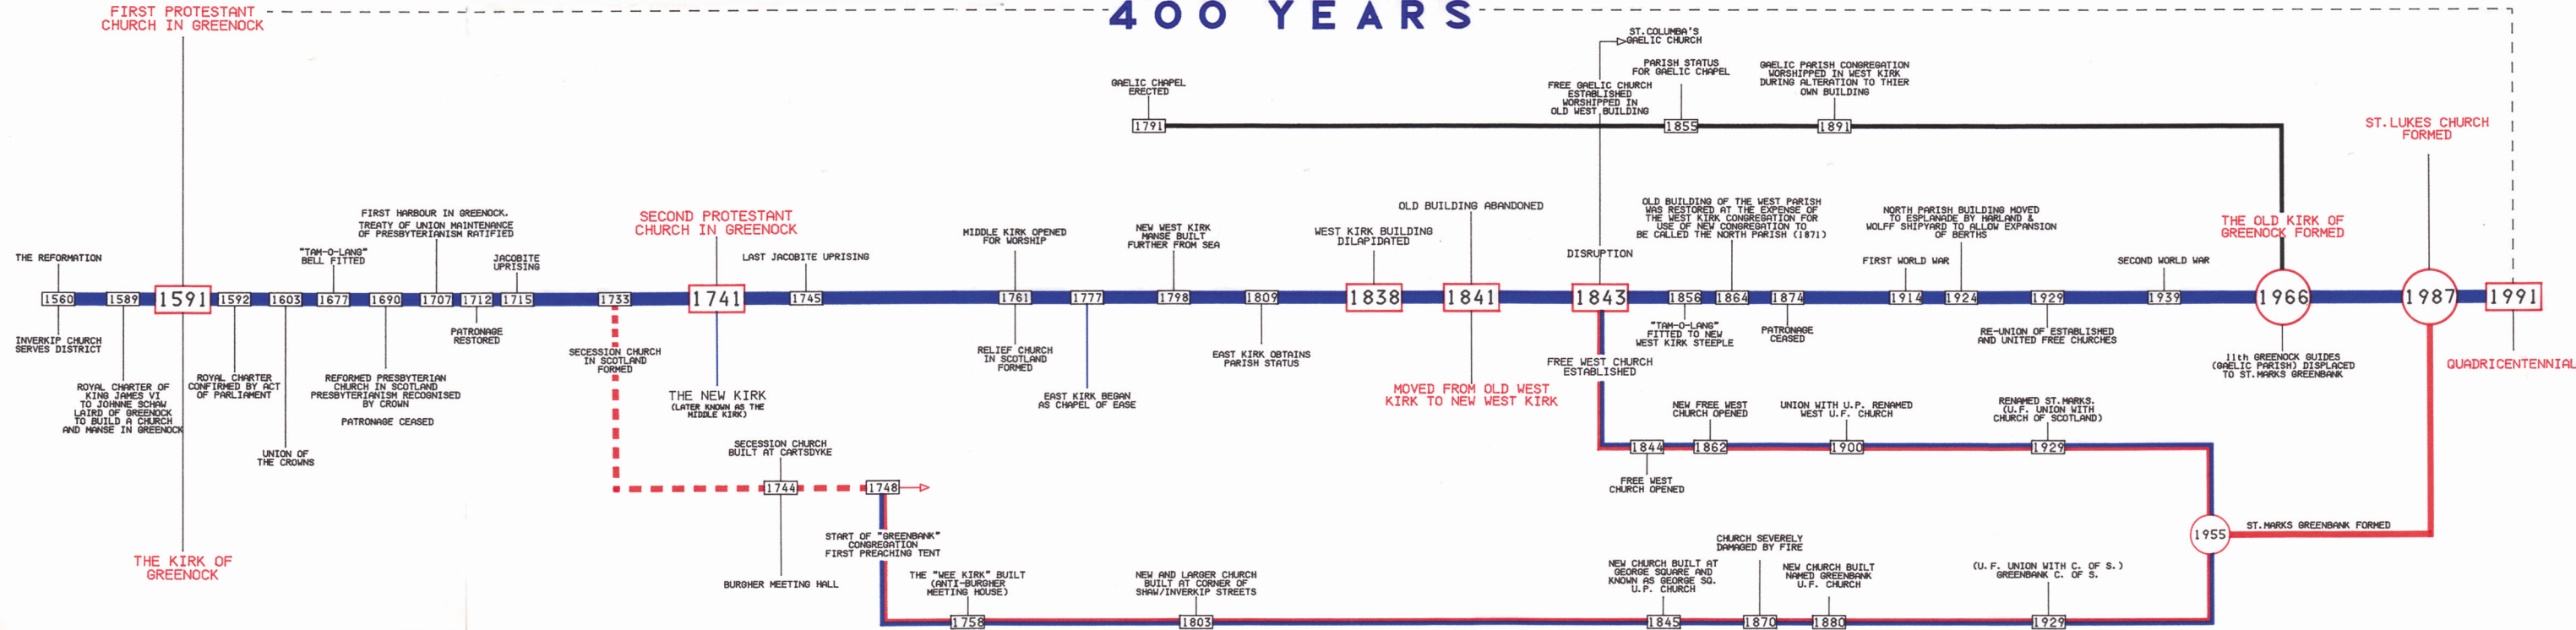 400 YEARS
FIRST PROTESTANT
CHURCH IN GREENOCK
ST.COLUMBA'S
GAELIC CHURCH
GAELIC CHAPEL
ERECTED
FREE GAELIC CHURCH
ESTABLISHED
WORSHIPPED IN
OLD WEST BUILDING
PARISH STATUS
FOR GAELIC CHAPEL
GAELIC PARISH CONGREGATION
WORSHIPPED IN WEST KIRK
DURING ALTERATION TO THIER
OWN BUILDING
1791
1855
1891
ST.LUKES CHURCH
FORMED
THE REFORMATION
"TAM-O-LANG"
BELL FITTED
FIRST HARBOUR IN GREENOCK.
TREATY OF UNION MAINTENANCE
OF PRESBYTERIANISM RATIFIED
JACOBITE
UPRISING
SECOND PROTESTANT
CHURCH IN GREENOCK
LAST JACOBITE UPRISING
MIDDLE KIRK OPENED
FOR WORSHIP
NEW WEST KIRK
MANSE BUILT
FURTHER FROM SEA
WEST KIRK BUILDING
DILAPIDATED
OLD BUILDING ABANDONED
DISRUPTION
OLD BUILDING OF THE WEST PARISH
WAS RESTORED AT THE EXPENSE OF
THE WEST KIRK CONGREGATION FOR
USE OF NEW CONGREGATION TO
BE CALLED THE NORTH PARISH (1871)
FIRST WORLD WAR
NORTH PARISH BUILDING MOVED
TO ESPLANADE BY HARLAND &
WOLFF SHIPYARD TO ALLOW EXPANSION
OF BERTHS
SECOND WORLD WAR
THE OLD KIRK OF
GREENOCK FORMED
1560
1589
1591
1592
1603
1677
1690
1707
1712
1715
1733
1741
1745
1761
1777
1798
1809
1838
1841
1843
1856
1864
1874
1914
1924
1929
1939
1966
1987
1991
INVERKIP CHURCH
SERVES DISTRICT
ROYAL CHARTER OF
KING JAMES VI
TO JOHNNE SCHAW
LAIRD OF GREENOCK
TO BUILD A CHURCH
AND MANSE IN GREENOCK
THE KIRK OF
GREENOCK
ROYAL CHARTER
CONFIRMED BY ACT
OF PARLIAMENT
UNION OF
THE CROWNS
REFORMED PRESBYTERIAN
CHURCH IN SCOTLAND
PRESBYTERIANISM RECOGNISED
BY CROWN
PATRONAGE CEASED
PATRONAGE
RESTORED
SECESSION CHURCH
IN SCOTLAND
FORMED
THE NEW KIRK
(LATER KNOWN AS THE
MIDDLE KIRK)
RELIEF CHURCH
IN SCOTLAND
FORMED
EAST KIRK BEGAN
AS CHAPEL OF EASE
EAST KIRK OBTAINS
PARISH STATUS
MOVED FROM OLD WEST
KIRK TO NEW WEST KIRK
FREE WEST CHURCH
ESTABLISHED
"TAM-O-LANG"
FITTED TO NEW
WEST KIRK STEEPLE
PATRONAGE
CEASED
RE-UNION OF ESTABLISHED
AND UNITED FREE CHURCHES
11th GREENOCK GUIDES
(GAELIC PARISH) DISPLACED
TO ST.MARKS GREENBANK
QUADRICENTENNIAL
NEW FREE WEST
CHURCH OPENED
UNION WITH U.P. RENAMED
WEST U.F. CHURCH
RENAMED ST.MARKS.
(U.F. UNION WITH
CHURCH OF SCOTLAND)
1844
1862
1900
1929
FREE WEST
CHURCH OPENED
SECESSION CHURCH
BUILT AT CARTSDYKE
1744
1748
BURGHER MEETING HALL
START OF "GREENBANK"
CONGREGATION
FIRST PREACHING TENT
1955
ST.MARKS GREENBANK FORMED
THE "WEE KIRK" BUILT
(ANTI-BURGHER
MEETING HOUSE)
NEW AND LARGER CHURCH
BUILT AT CORNER OF
SHAW/INVERKIP STREETS
NEW CHURCH BUILT AT
GEORGE SQUARE AND
KNOWN AS GEORGE SQ.
U.P. CHURCH
CHURCH SEVERELY
DAMAGED BY FIRE
NEW CHURCH BUILT
NAMED GREENBANK
U.F. CHURCH
(U.F. UNION WITH C. OF S.)
GREENBANK C. OF S.
1758
1803
1845
1870
1880
1929